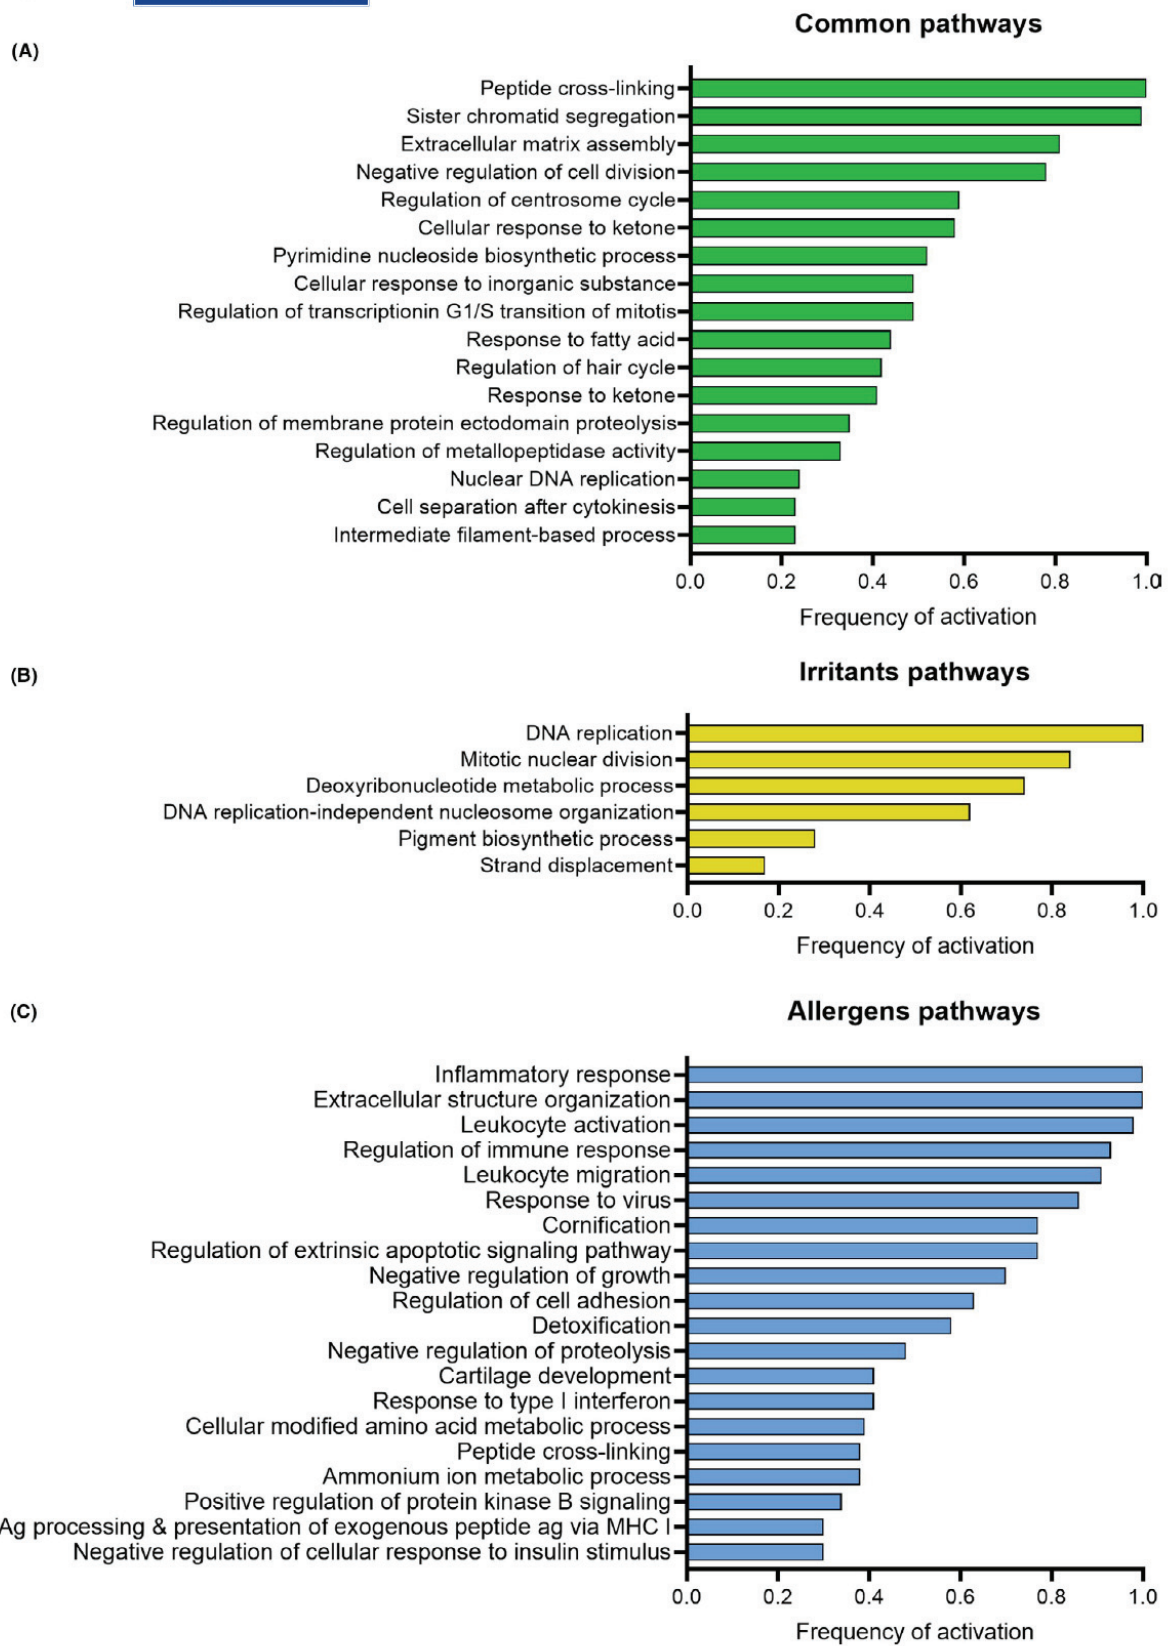 Common pathways
(A)
Peptide cross-linking
Sister chromatid segregation
Extracellular matrix assembly
Negative regulation of cell division
Regulation of centrosome cycle
Cellular response to ketone
Pyrimidine nucleoside biosynthetic process
Cellular response to inorganic substance
Regulation of transcriptionin G1/S transition of mitotis
Response to fatty acid
Regulation of hair cycle
Response to ketone
Regulation of membrane protein ectodomain proteolysis
Regulation of metallopeptidase activity
Nuclear DNA replication
Cell separation after cytokinesis
Intermediate filament-based process
0.0 0.2 0.4 0.6 0.8 1.0
Frequency of activation
Irritants pathways
(B)
DNA replication
Mitotic nuclear division
Deoxyribonucleotide metabolic process
DNA replication-independent nucleosome organization
Pigment biosynthetic process
Strand displacement
0.0 0.2 0.4 0.6 0.8 1.0
Frequency of activation
(C)
Allergens pathways
Inflammatory response
Extracellular structure organization
Leukocyte activation
Regulation of immune response
Leukocyte migration
Response to virus
Cornification
Regulation of extrinsic apoptotic signaling pathway
Negative regulation of growth
Regulation of cell adhesion
Detoxification
Negative regulation of proteolysis
Cartilage development
Response to type I interferon
Cellular modified amino acid metabolic process
Peptide cross-linking
Ammonium ion metabolic process
Positive regulation of protein kinase B signaling
Ag processing & presentation of exogenous peptide ag via MHC I
Negative regulation of cellular response to insulin stimulus
0.0 0.2 0.4 0.6 0.8 1.0
Frequency of activation